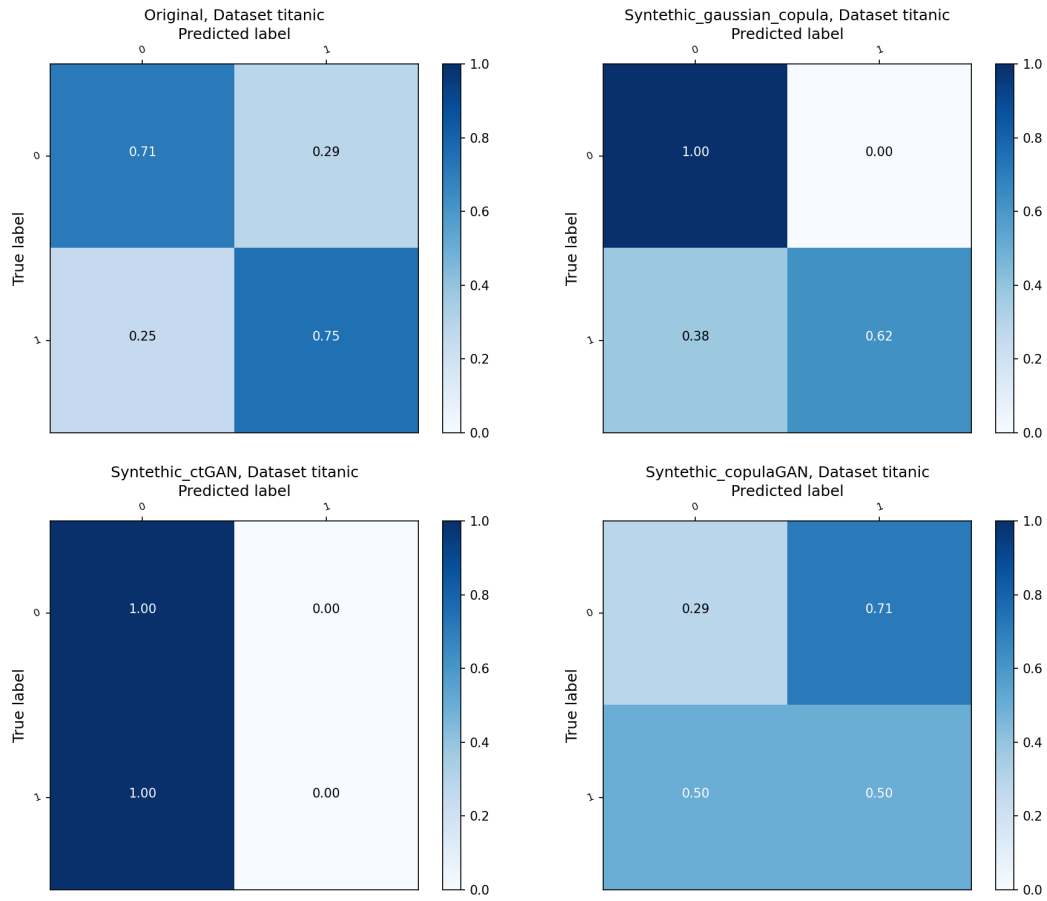 Original, Dataset titanic
Predicted label
0 1
1.0
0 0.71 0.29
0.8
0.6
True label
0.4
1 0.25 0.75
0.2
0.0
Syntethic_gaussian_copula, Dataset titanic
Predicted label
0 1
1.0
0 1.00 0.00
0.8
0.6
True label
0.4
1 0.38 0.62
0.2
0.0
Syntethic_ctGAN, Dataset titanic
Predicted label
0 1
1.0
0 1.00 0.00
0.8
0.6
True label
0.4
1 1.00 0.00
0.2
0.0
Syntethic_copulaGAN, Dataset titanic
Predicted label
0 1
1.0
0 0.29 0.71
0.8
0.6
True label
0.4
1 0.50 0.50
0.2
0.0